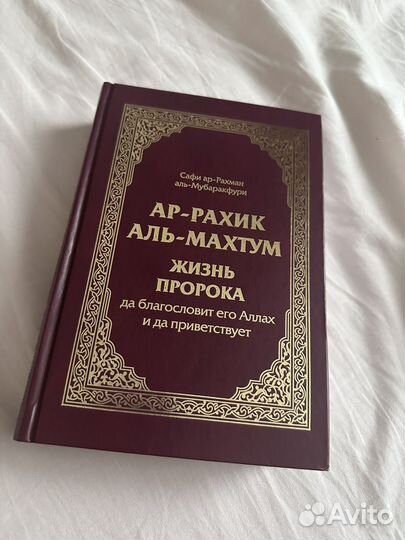 Сафи ар-Рахман
аль-Мубаракфури
АР-РАХИК
АЛЬ-МАХТУМ
ЖИЗНЬ
ПРОРОКА
да благословит его Аллах
и да приветствует
Avito